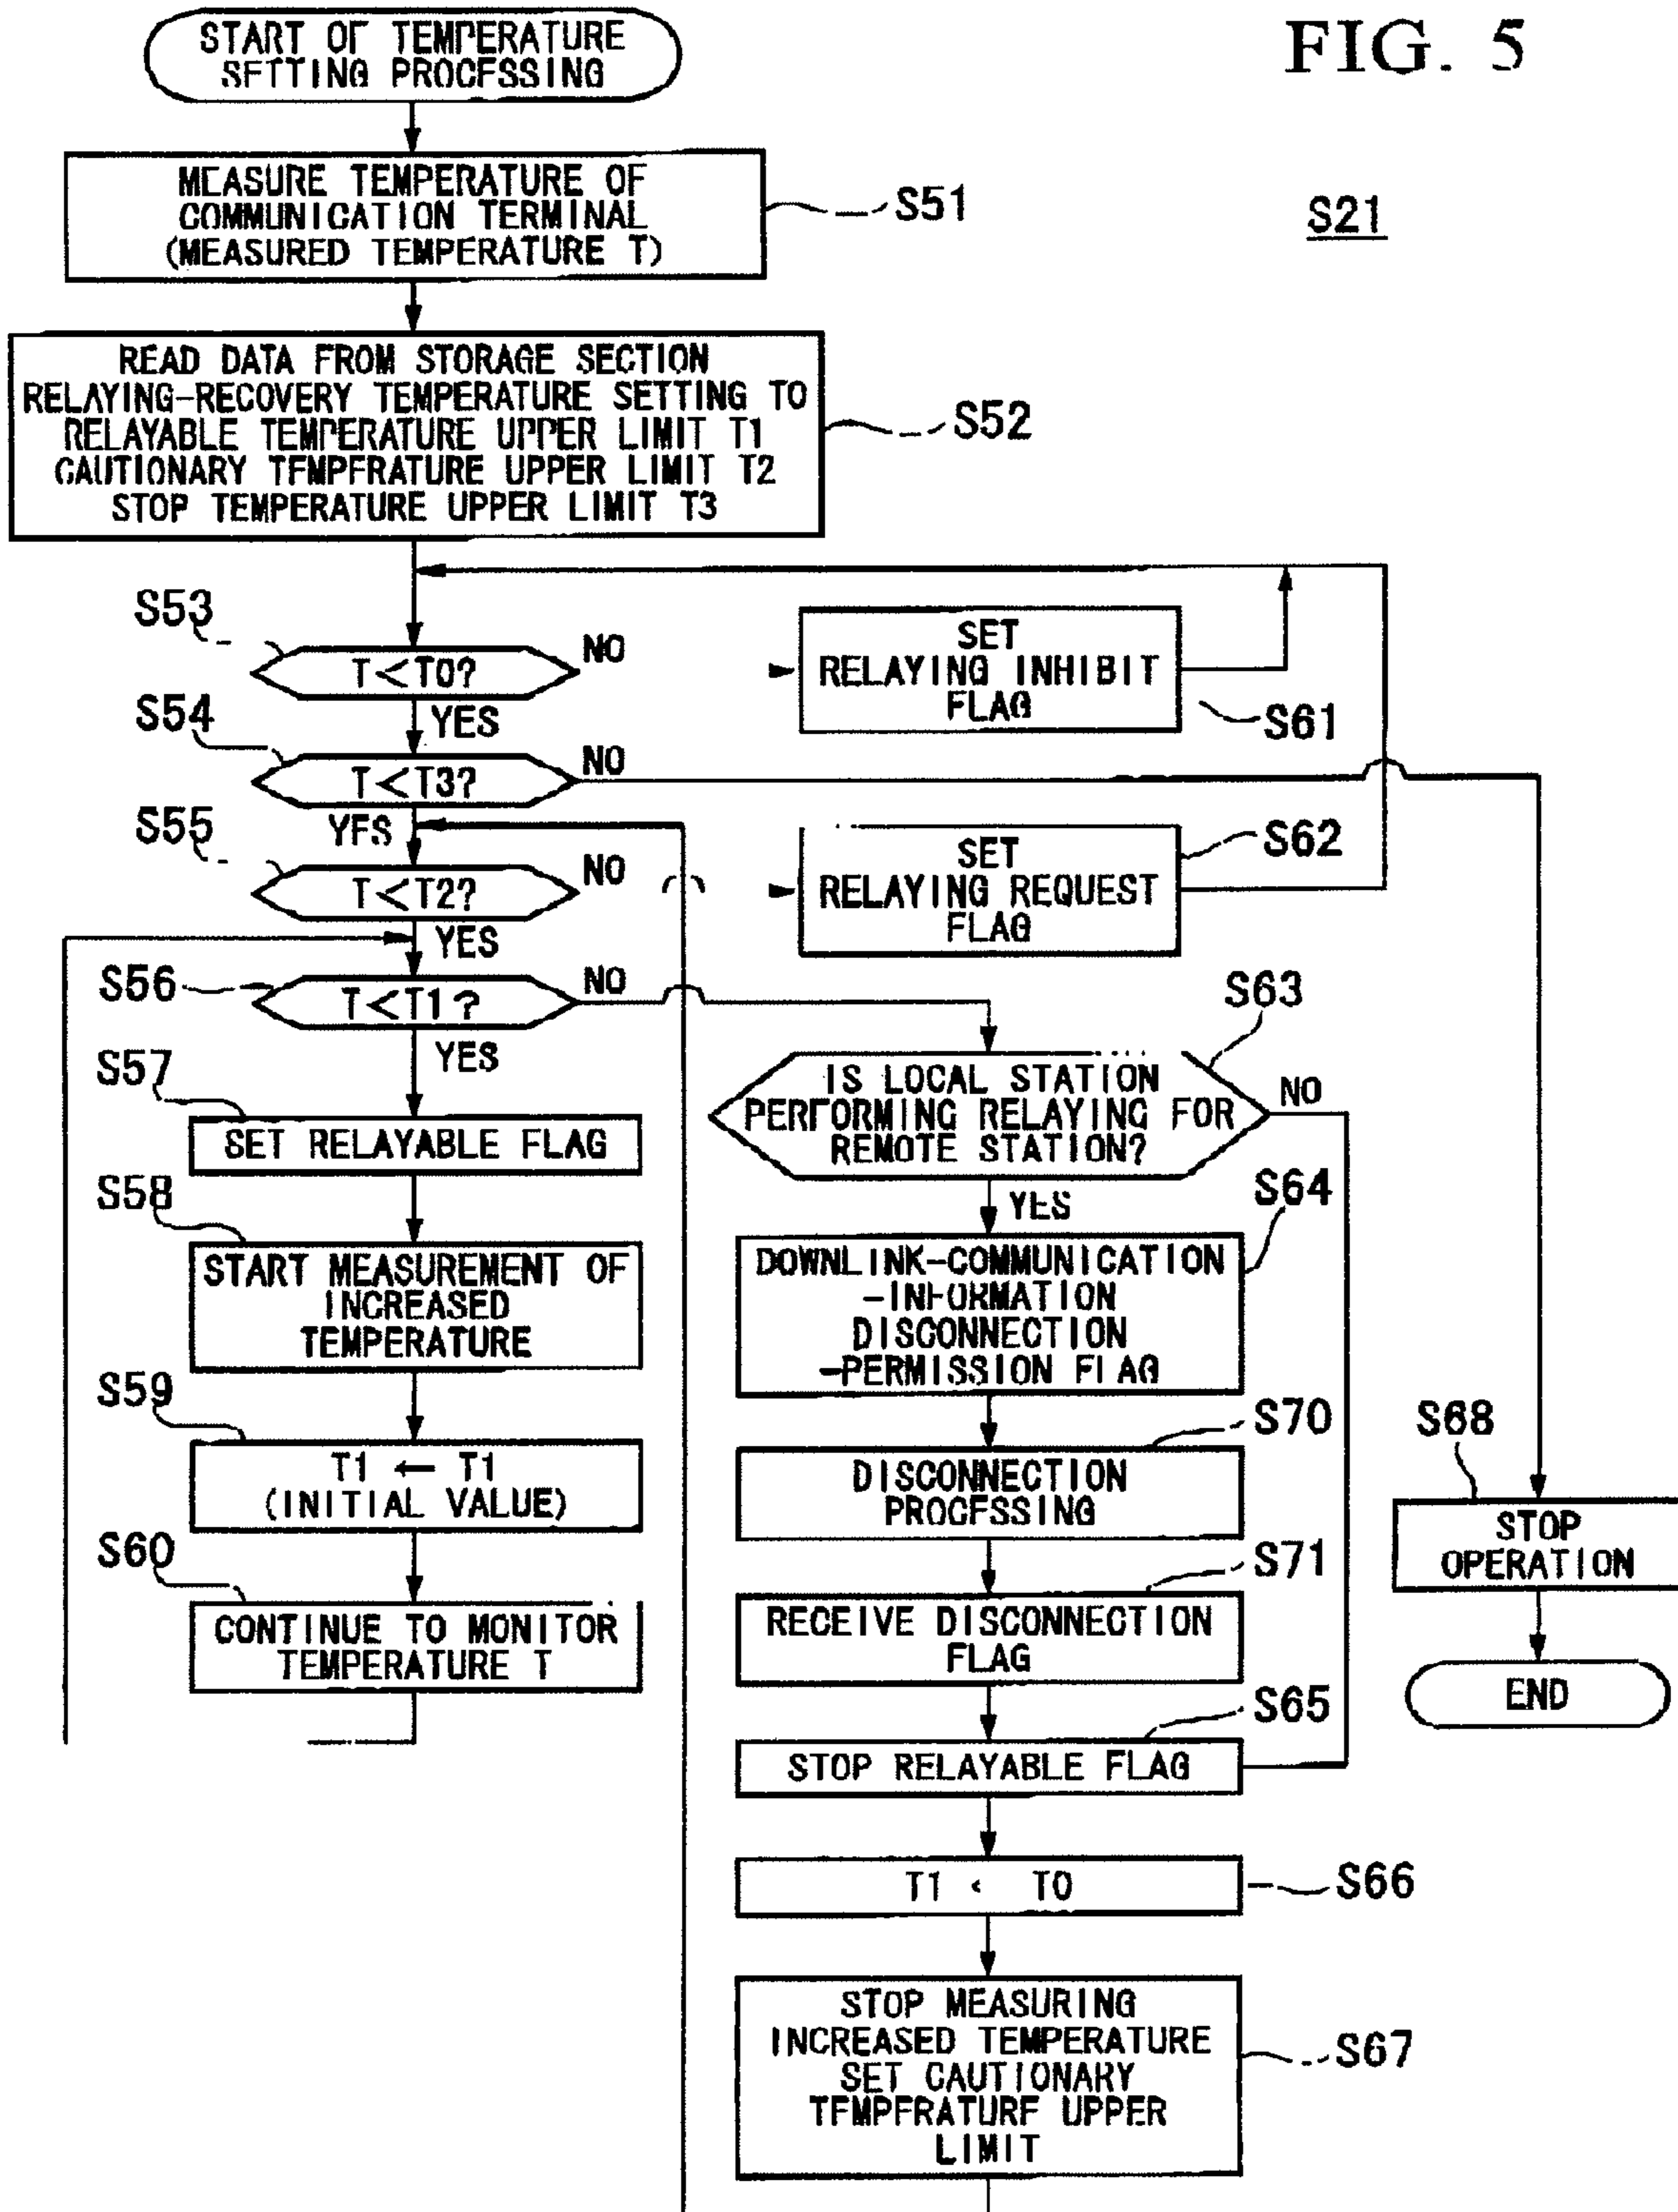 FIG. 5
START OF TEMPERATURE
SETTING PROCESSING
MEASURE TEMPERATURE OF
COMMUNICATION TERMINAL
(MEASURED TEMPERATURE T)
S51
S21
READ DATA FROM STORAGE SECTION
RELAYING-RECOVERY TEMPERATURE SETTING TO
RELAYABLE TEMPERATURE UPPER LIMIT T1
CAUTIONARY TEMPERATURE UPPER LIMIT T2
STOP TEMPERATURE UPPER LIMIT T3
S52
S53
T<T0?
NO
YES
SET
RELAYING INHIBIT
FLAG
S61
S54
T<T3?
NO
YES
S55
T<T2?
NO
YES
SET
RELAYING REQUEST
FLAG
S62
S56
T<T1?
NO
YES
S63
IS LOCAL STATION
PERFORMING RELAYING FOR
REMOTE STATION?
NO
YES
S57
SET RELAYABLE FLAG
S58
START MEASUREMENT OF
INCREASED
TEMPERATURE
S59
T1 ← T1
(INITIAL VALUE)
S60
CONTINUE TO MONITOR
TEMPERATURE T
S64
DOWNLINK-COMMUNICATION
-INFORMATION
DISCONNECTION
-PERMISSION FLAG
S70
DISCONNECTION
PROCESSING
S71
RECEIVE DISCONNECTION
FLAG
S65
STOP RELAYABLE FLAG
T1 < T0
S66
STOP MEASURING
INCREASED TEMPERATURE
SET CAUTIONARY
TEMPERATURE UPPER
LIMIT
S67
S68
STOP
OPERATION
END